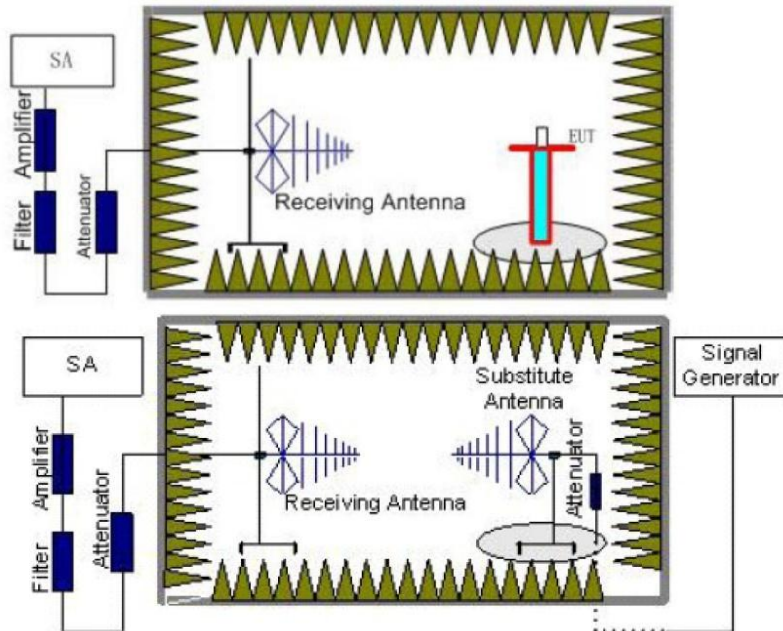 SA
Amplifier
Filter
Attenuator
EUT
Receiving Antenna
SA
Amplifier
Filter
Attenuator
Receiving Antenna
Substitute
Antenna
Attenuator
Signal
Generator